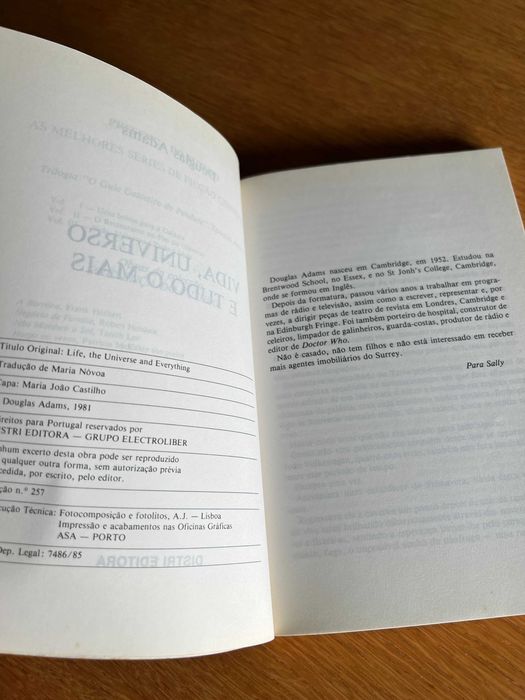 Título Original: Life, the Universe and Everything
Tradução de Maria Nóvoa
Capa: Maria João Castilho
Douglas Adams, 1981
ireitos para Portugal reservados por
ISTRI EDITORA — GRUPO ELECTROLIBER
nhum excerto desta obra pode ser reproduzido
qualquer outra forma, sem autorização prévia
cedida, por escrito, pelo editor.
ção n.º 257
cução Técnica: Fotocomposição e fotolitos, A.J. — Lisboa
Impressão e acabamentos nas Oficinas Gráficas
ASA — PORTO
Dep. Legal: 7486/85
Douglas Adams nasceu em Cambridge, em 1952. Estudou na
Brentwood School, no Essex, e no St Jonh's College, Cambridge,
onde se formou em Inglês.
Depois da formatura, passou vários anos a trabalhar em progra-
mas de rádio e televisão, assim como a escrever, representar e, por
vezes, a dirigir peças de teatro de revista em Londres, Cambridge e
na Edinburgh Fringe. Foi também porteiro de hospital, construtor de
celeiros, limpador de galinheiros, guarda-costas, produtor de rádio e
editor de Doctor Who.
Não é casado, não tem filhos e não está interessado em receber
mais agentes imobiliários do Surrey.
Para Sally